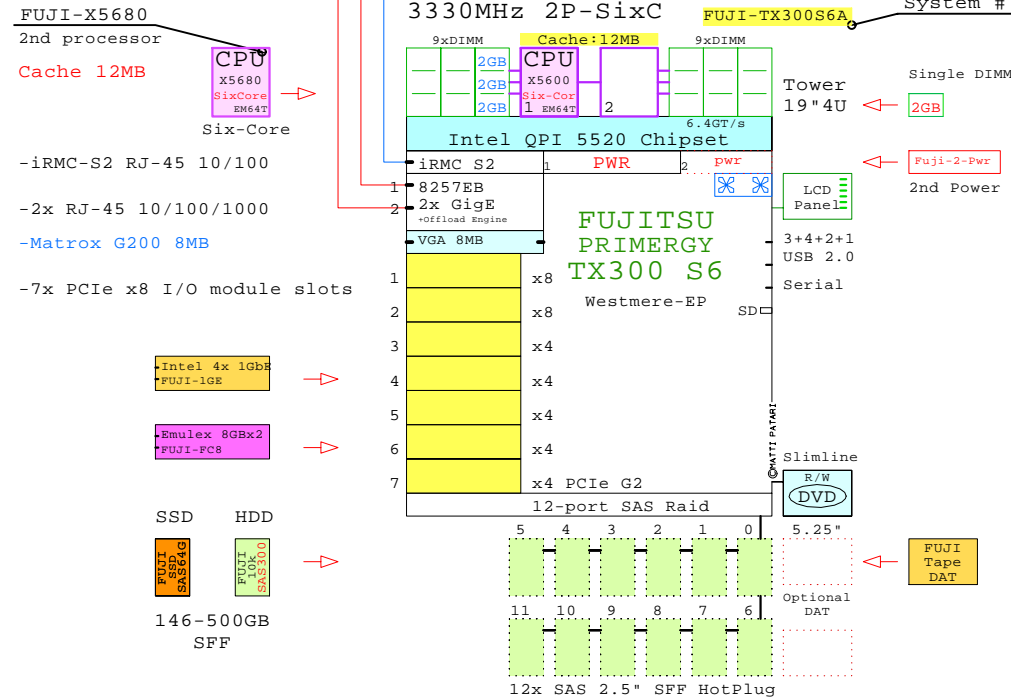 FUJI-X5680
3330MHz 2P-SixC
FUJI-TX300S6A
System #
2nd processor
9xDIMM
Cache:12MB
9xDIMM
Cache 12MB
CPU
X5680
SixCore
EM64T
Six-Core
2GB
2GB
2GB
CPU
X5600
Six-Cor
1 EM64T
2
6.4GT/s
Tower
19"4U
Single DIMM
2GB
Intel QPI 5520 Chipset
-iRMC-S2 RJ-45 10/100
iRMC S2
1 PWR
2 pwr
Fuji-2-Pwr
2nd Power
1 8257EB
2 2x GigE
+Offload Engine
-2x RJ-45 10/100/1000
LCD
Panel
-Matrox G200 8MB
VGA 8MB
FUJITSU
PRIMERGY
TX300 S6
Westmere-EP
3+4+2+1
USB 2.0
Serial
SD
-7x PCIe x8 I/O module slots
1 x8
2 x8
3 x4
4 x4
5 x4
6 x4
7 x4 PCIe G2
Intel 4x 1GbE
FUJI-1GE
Emulex 8GBx2
FUJI-FC8
©MATTI PATARI
Slimline
R/W
DVD
5.25"
12-port SAS Raid
SSD HDD
FUJI
SSD
SAS64G
FUJI
10k
SAS300
146-500GB
SFF
5 4 3 2 1 0
FUJI
Tape
DAT
Optional
DAT
11 10 9 8 7 6
12x SAS 2.5" SFF HotPlug